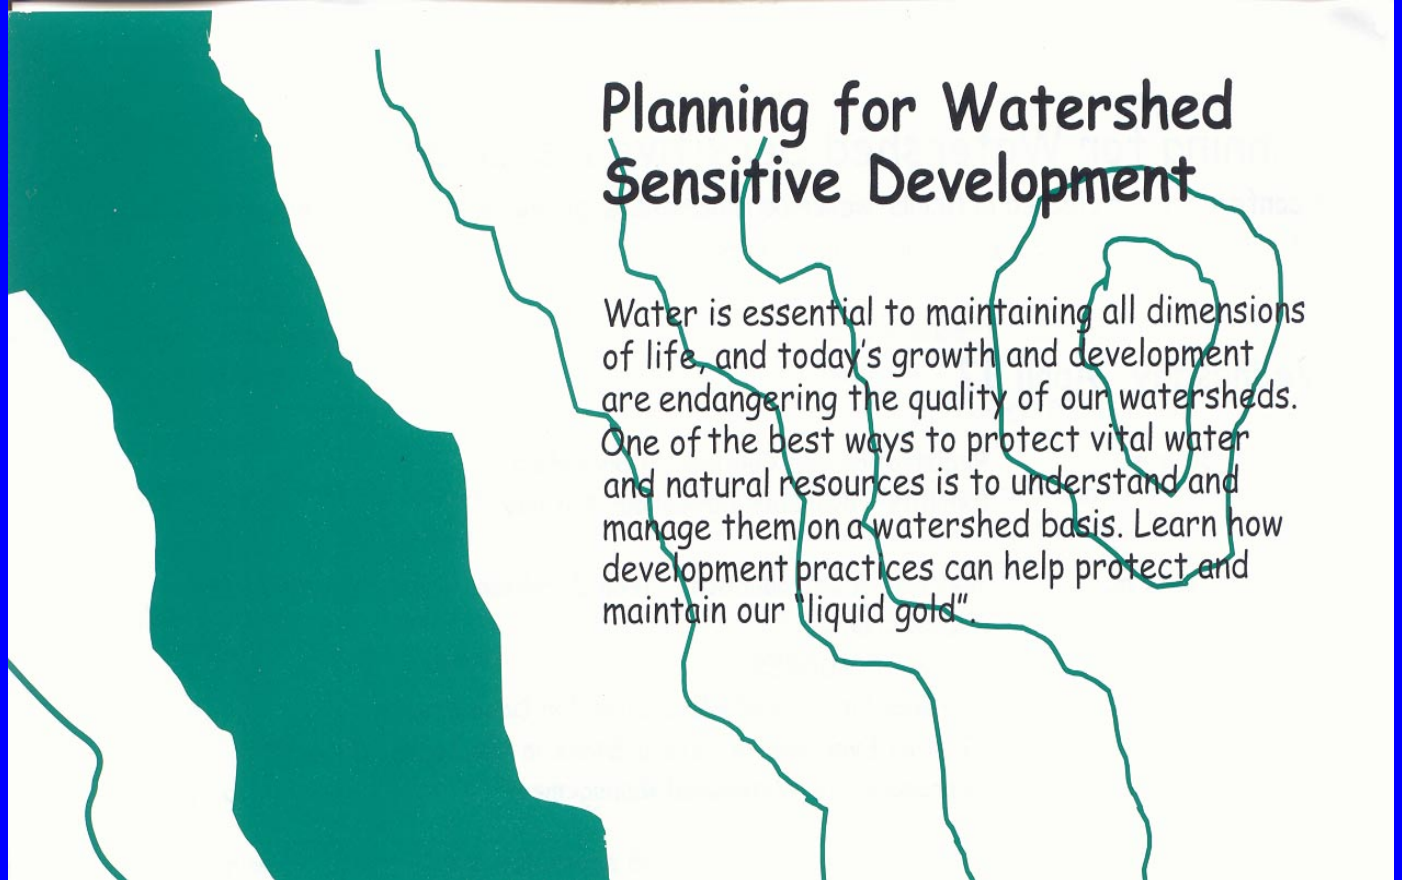 Planning for Watershed
Sensitive Development
Water is essential to maintaining all dimensions
of life, and today's growth and development
are endangering the quality of our watersheds.
One of the best ways to protect vital water
and natural resources is to understand and
manage them on a watershed basis. Learn how
development practices can help protect and
maintain our "liquid gold".